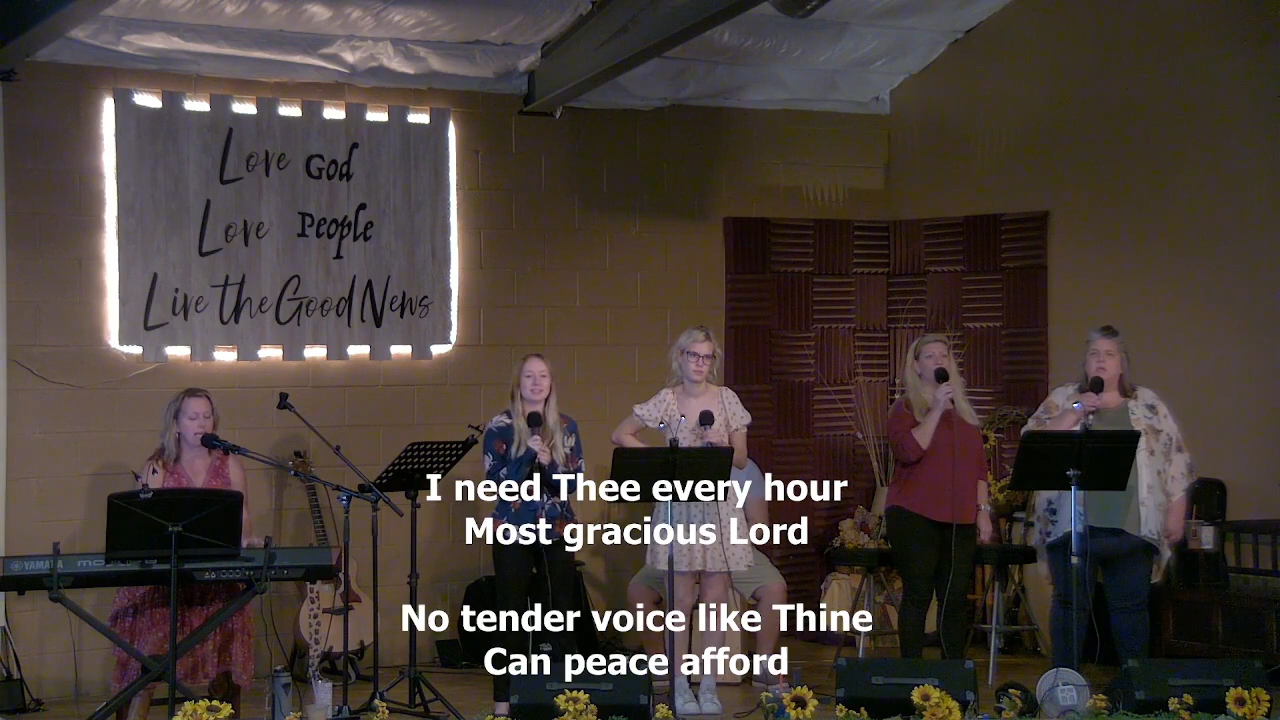 Love God
Love People
Live the Good News
I need Thee every hour
Most gracious Lord
No tender voice like Thine
Can peace afford
YAMAHA